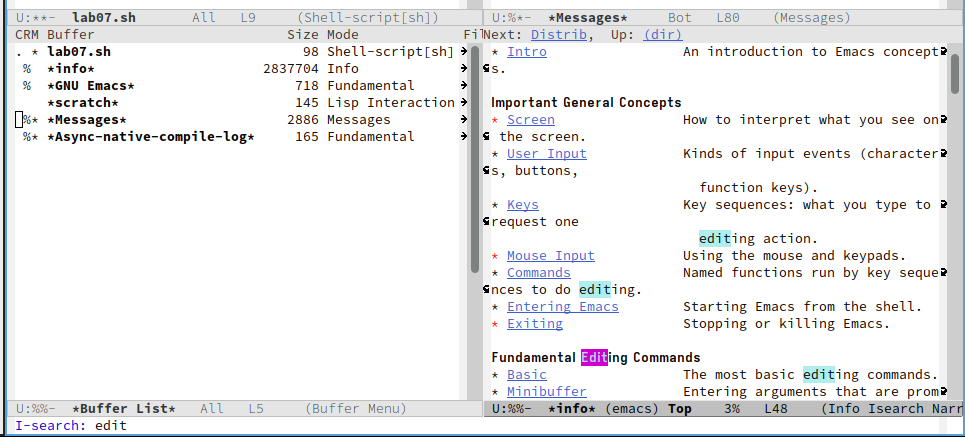 U:**-  lab07.sh       All   L9     (Shell-script[sh])
CRM Buffer                Size Mode             Fil
. * lab07.sh                98 Shell-script[sh]
 %  *info*             2837704 Info
 %  *GNU Emacs*            718 Fundamental
    *scratch*              145 Lisp Interaction
 %* *Messages*            2886 Messages
 %* *Async-native-compile-log*     165 Fundamental
U:%%-  *Buffer List*   All   L5     (Buffer Menu)
I-search: edit
U:%*-  *Messages*     Bot   L80    (Messages)
Next: Distrib,  Up: (dir)
* Intro                 An introduction to Emacs concept
s.
Important General Concepts
* Screen                How to interpret what you see on
 the screen.
* User Input            Kinds of input events (character
s, buttons,
                          function keys).
* Keys                  Key sequences: what you type to
request one
                          editing action.
* Mouse Input           Using the mouse and keypads.
* Commands              Named functions run by key seque
nces to do editing.
* Entering Emacs        Starting Emacs from the shell.
* Exiting               Stopping or killing Emacs.
Fundamental Editing Commands
* Basic                 The most basic editing commands.
* Minibuffer            Entering arguments that are prom
U:%%-  *info* (emacs) Top   3%   L48    (Info Isearch Narr